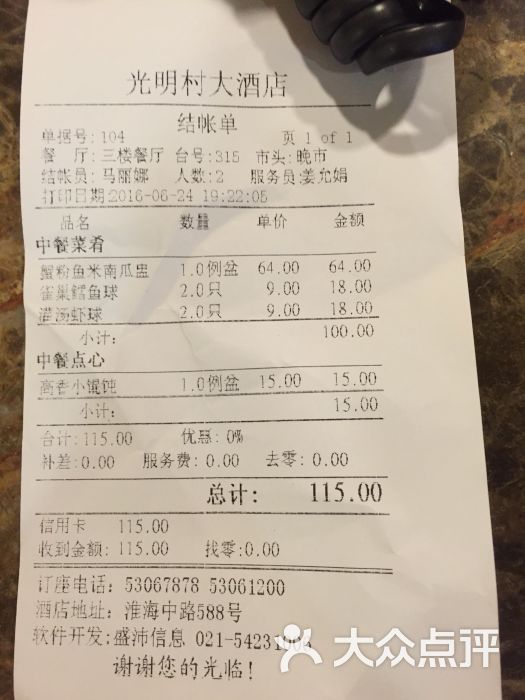 光明村大酒店
结帐单
单据号:104 页 1 of 1
餐 厅:三楼餐厅 台号:315 市头:晚市
结帐员:马丽娜 人数:2 服务员:姜允娟
打印日期:2016-06-24 19:22:05
品名 数量 单价 金额
中餐菜肴
蟹粉鱼米南瓜盅 1.0例盆 64.00 64.00
雀巢鳕鱼球 2.0只 9.00 18.00
灌汤虾球 2.0只 9.00 18.00
小计: 100.00
中餐点心
高香小馄饨 1.0例盆 15.00 15.00
小计: 15.00
合计:115.00 优惠:0%
补差:0.00 服务费:0.00 去零:0.00
总计: 115.00
信用卡 115.00
收到金额:115.00 找零:0.00
订座电话: 53067878 53061200
酒店地址: 淮海中路588号
软件开发:盛沛信息 021-54231904
谢谢您的光临!
大众点评